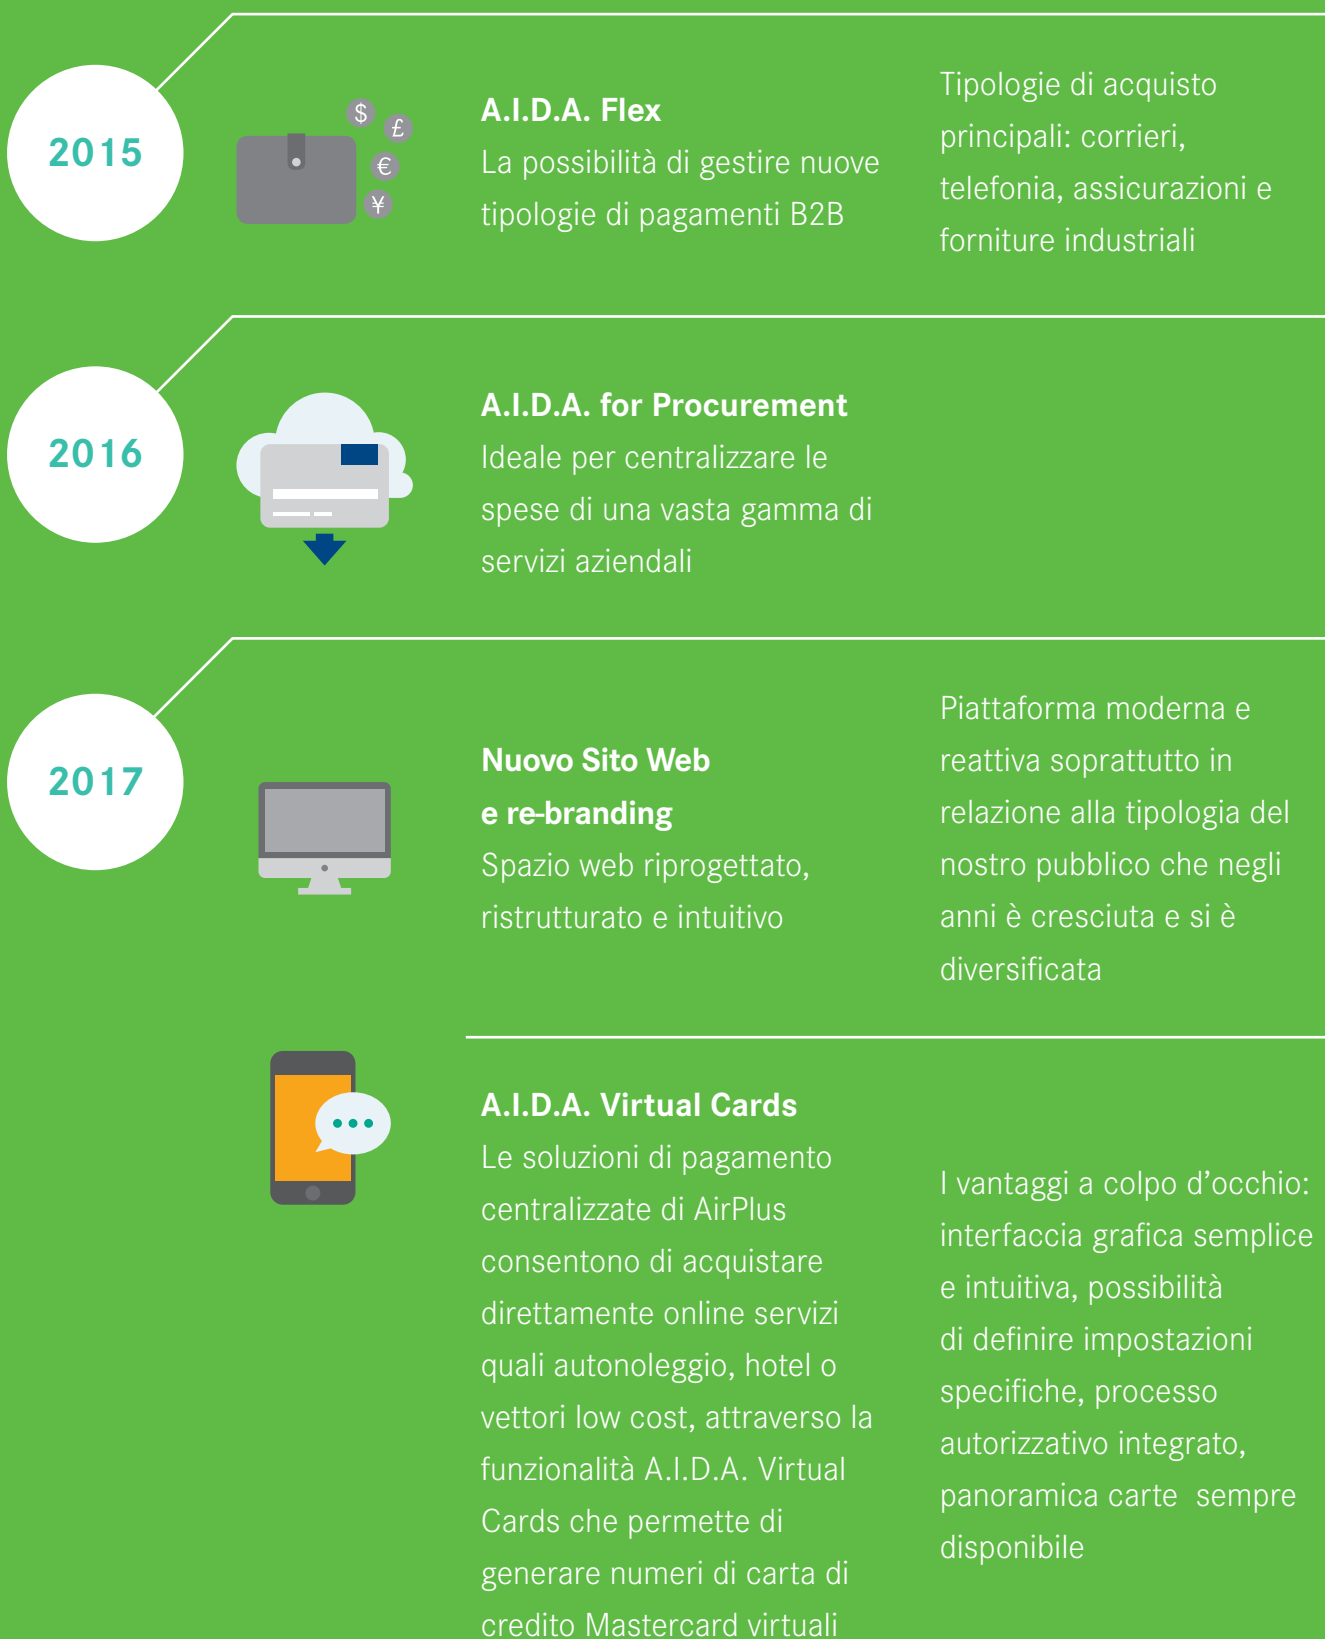 2015
$
£
€
¥
A.I.D.A. Flex
La possibilità di gestire nuove
tipologie di pagamenti B2B
Tipologie di acquisto
principali: corrieri,
telefonia, assicurazioni e
forniture industriali
2016
A.I.D.A. for Procurement
Ideale per centralizzare le
spese di una vasta gamma di
servizi aziendali
2017
Nuovo Sito Web
e re-branding
Spazio web riprogettato,
ristrutturato e intuitivo
Piattaforma moderna e
reattiva soprattutto in
relazione alla tipologia del
nostro pubblico che negli
anni è cresciuta e si è
diversificata
A.I.D.A. Virtual Cards
Le soluzioni di pagamento
centralizzate di AirPlus
consentono di acquistare
direttamente online servizi
quali autonoleggio, hotel o
vettori low cost, attraverso la
funzionalità A.I.D.A. Virtual
Cards che permette di
generare numeri di carta di
credito Mastercard virtuali
I vantaggi a colpo d’occhio:
interfaccia grafica semplice
e intuitiva, possibilità
di definire impostazioni
specifiche, processo
autorizzativo integrato,
panoramica carte  sempre
disponibile